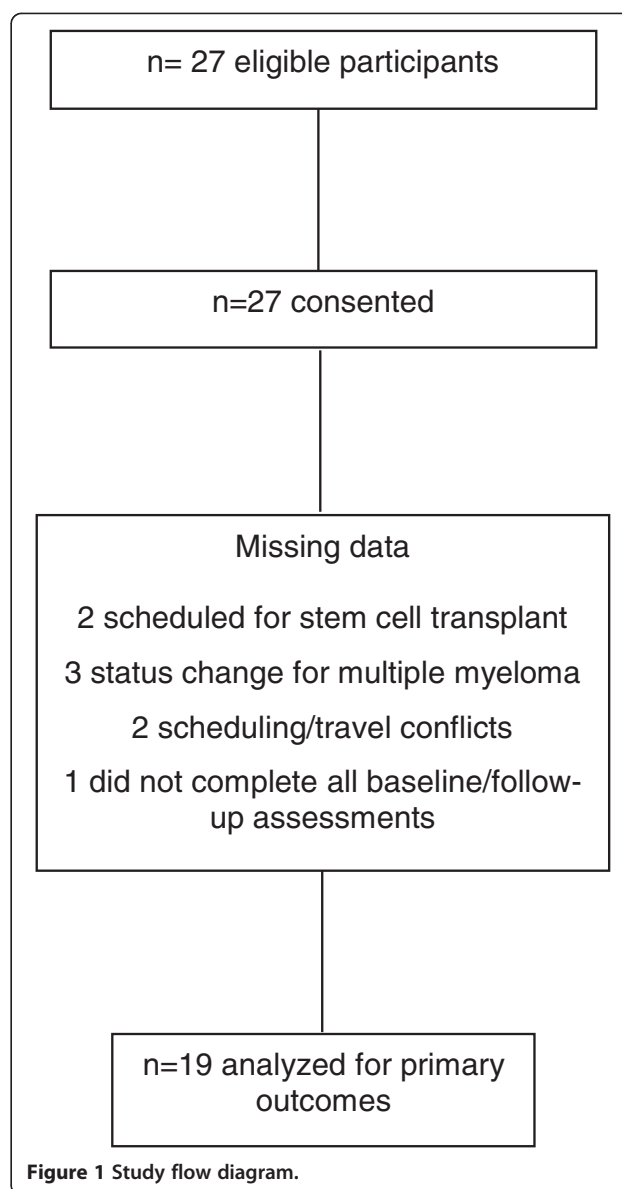 n= 27 eligible participants
n=27 consented
Missing data
2 scheduled for stem cell transplant
3 status change for multiple myeloma
2 scheduling/travel conflicts
1 did not complete all baseline/follow-
up assessments
n=19 analyzed for primary
outcomes
Figure 1 Study flow diagram.